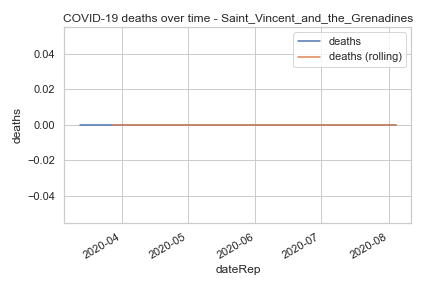 COVID-19 deaths over time - Saint_Vincent_and_the_Grenadines
deaths
deaths (rolling)
0.04
0.02
0.00
−0.02
−0.04
deaths
2020-04
2020-05
2020-06
2020-07
2020-08
dateRep